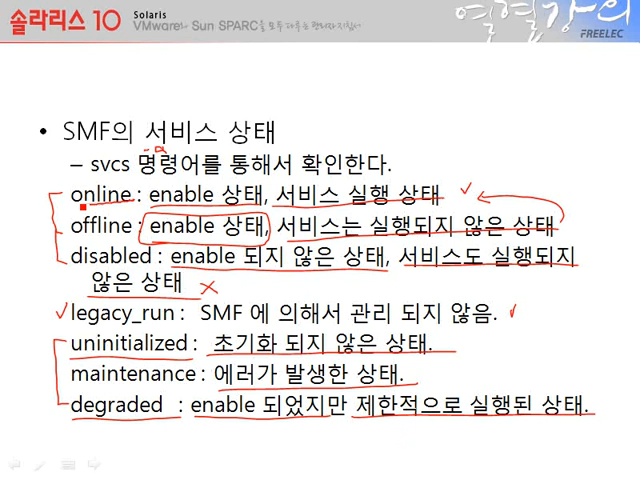 솔라리스 10
Solaris
VMware와 Sun SPARC을 모두 다루는 관리자 지침서
열혈강의
FREELEC
• SMF의 서비스 상태
-a
– svcs 명령어를 통해서 확인한다.
online : enable 상태, 서비스 실행 상태
offline : enable 상태, 서비스는 실행되지 않은 상태
disabled : enable 되지 않은 상태, 서비스도 실행되지
않은 상태
legacy_run : SMF 에 의해서 관리 되지 않음.
uninitialized : 초기화 되지 않은 상태.
maintenance : 에러가 발생한 상태.
degraded : enable 되었지만 제한적으로 실행된 상태.